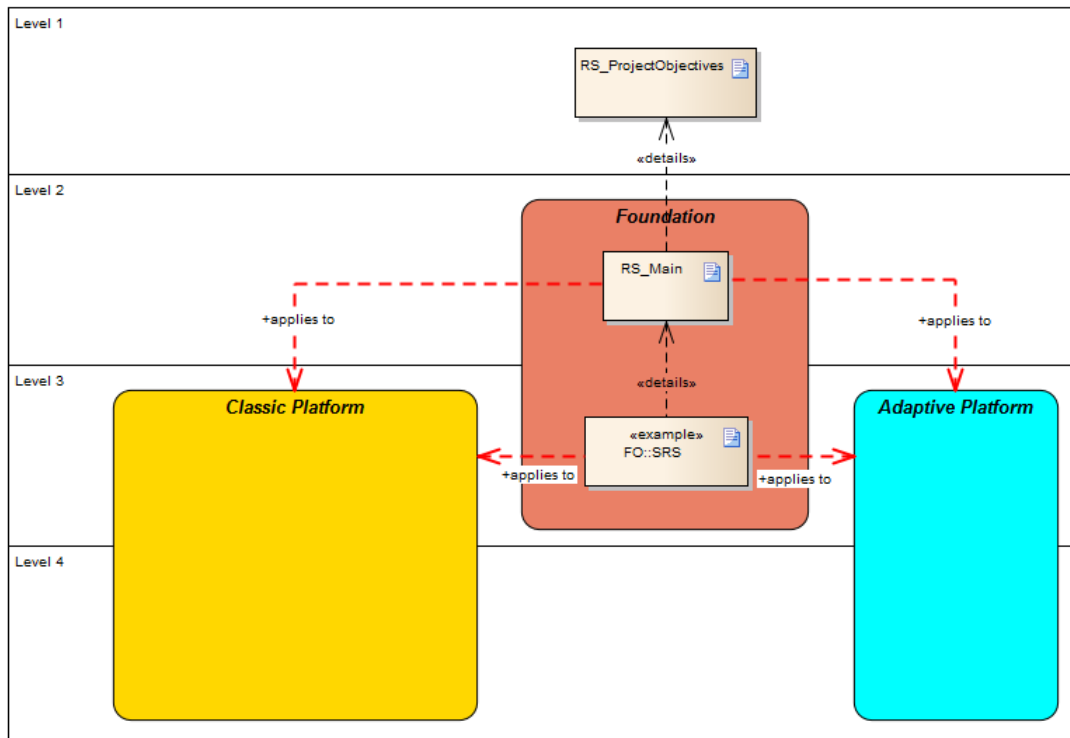 Level 1
RS_ProjectObjectives
«details»
Level 2
Foundation
RS_Main
+applies to
+applies to
Level 3
«details»
Classic Platform
Adaptive Platform
«example»
FO::SRS
+applies to
+applies to
Level 4